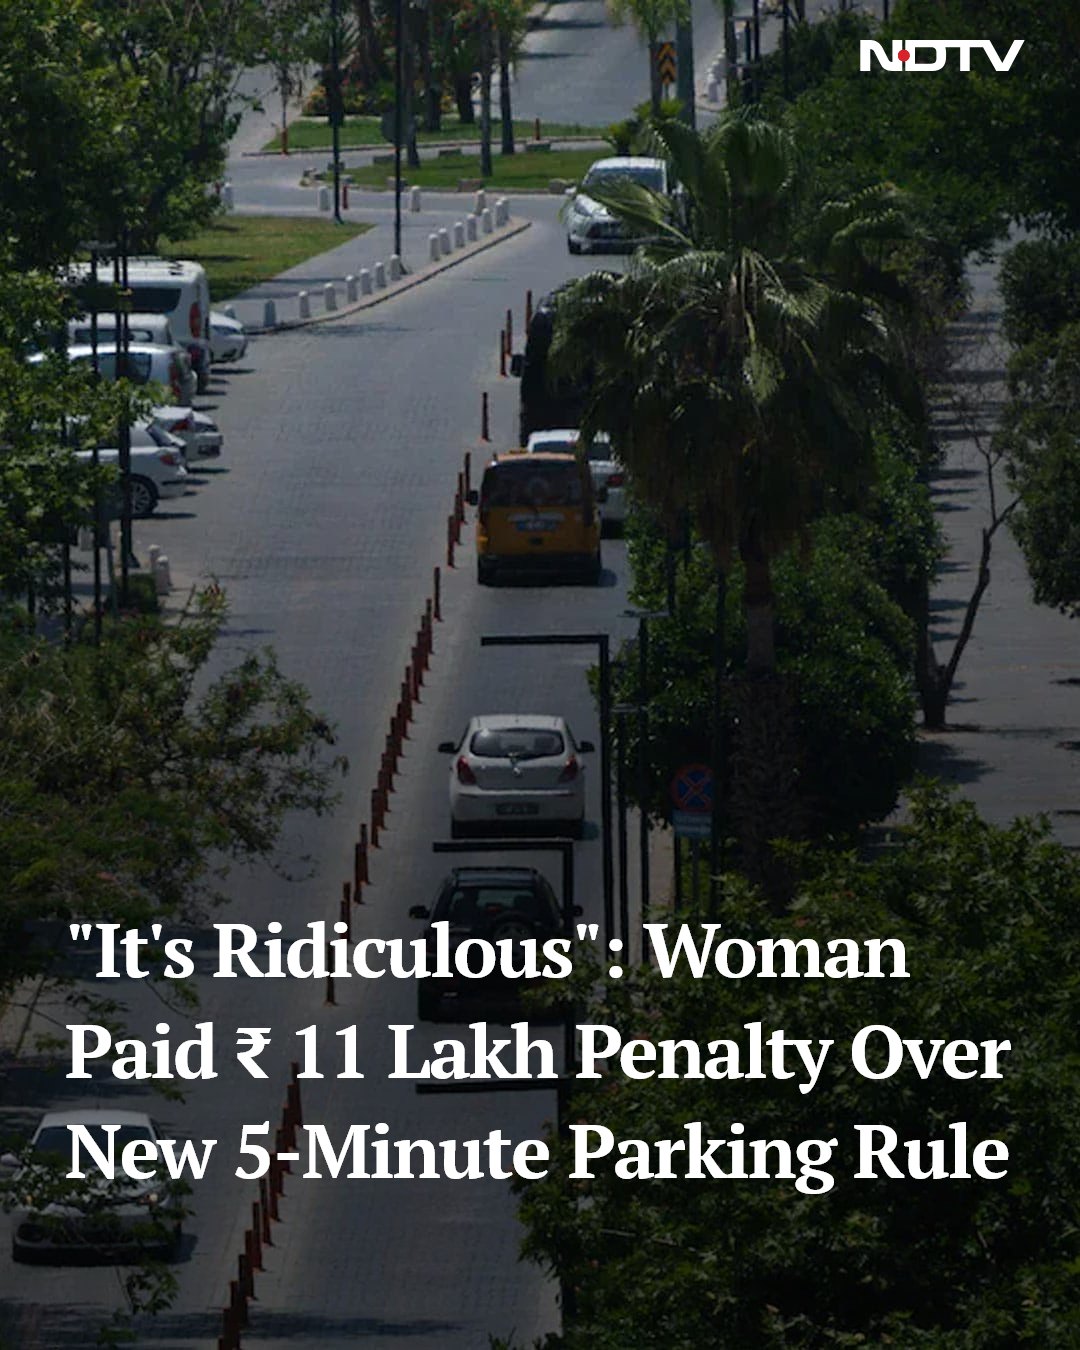 NDTV
"It's Ridiculous": Woman
Paid ₹ 11 Lakh Penalty Over
New 5-Minute Parking Rule